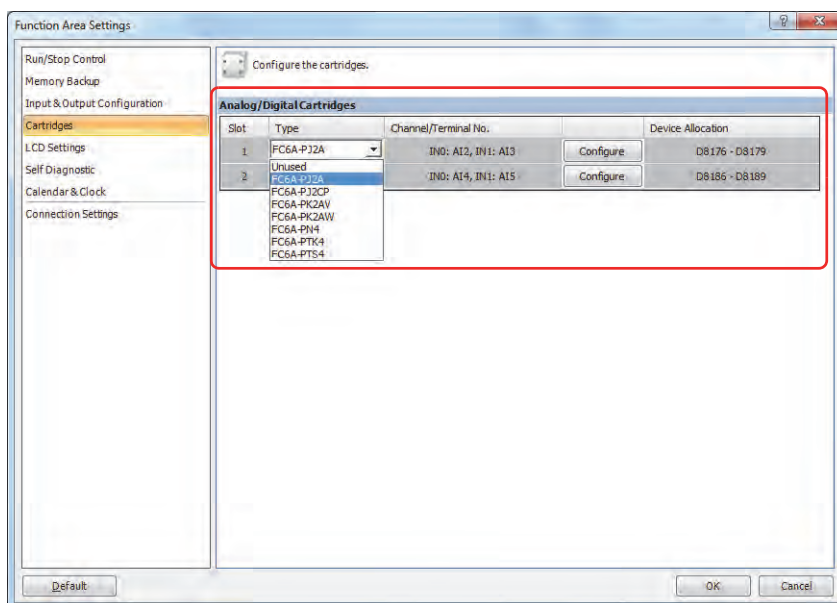 Function Area Settings
Run/Stop Control
Memory Backup
Input & Output Configuration
Cartridges
LCD Settings
Self Diagnostic
Calendar & Clock
Connection Settings
Configure the cartridges.
Analog/Digital Cartridges
Slot Type Channel/Terminal No. Device Allocation
1 FC6A-PJ2A IN0: AI2, IN1: AI3 Configure D8176 - D8179
2 IN0: AI4, IN1: AI5 Configure D8186 - D8189
Unused
FC6A-PJ2A
FC6A-PJ2CP
FC6A-PK2AV
FC6A-PK2AW
FC6A-PN4
FC6A-PTK4
FC6A-PTS4
Default OK Cancel